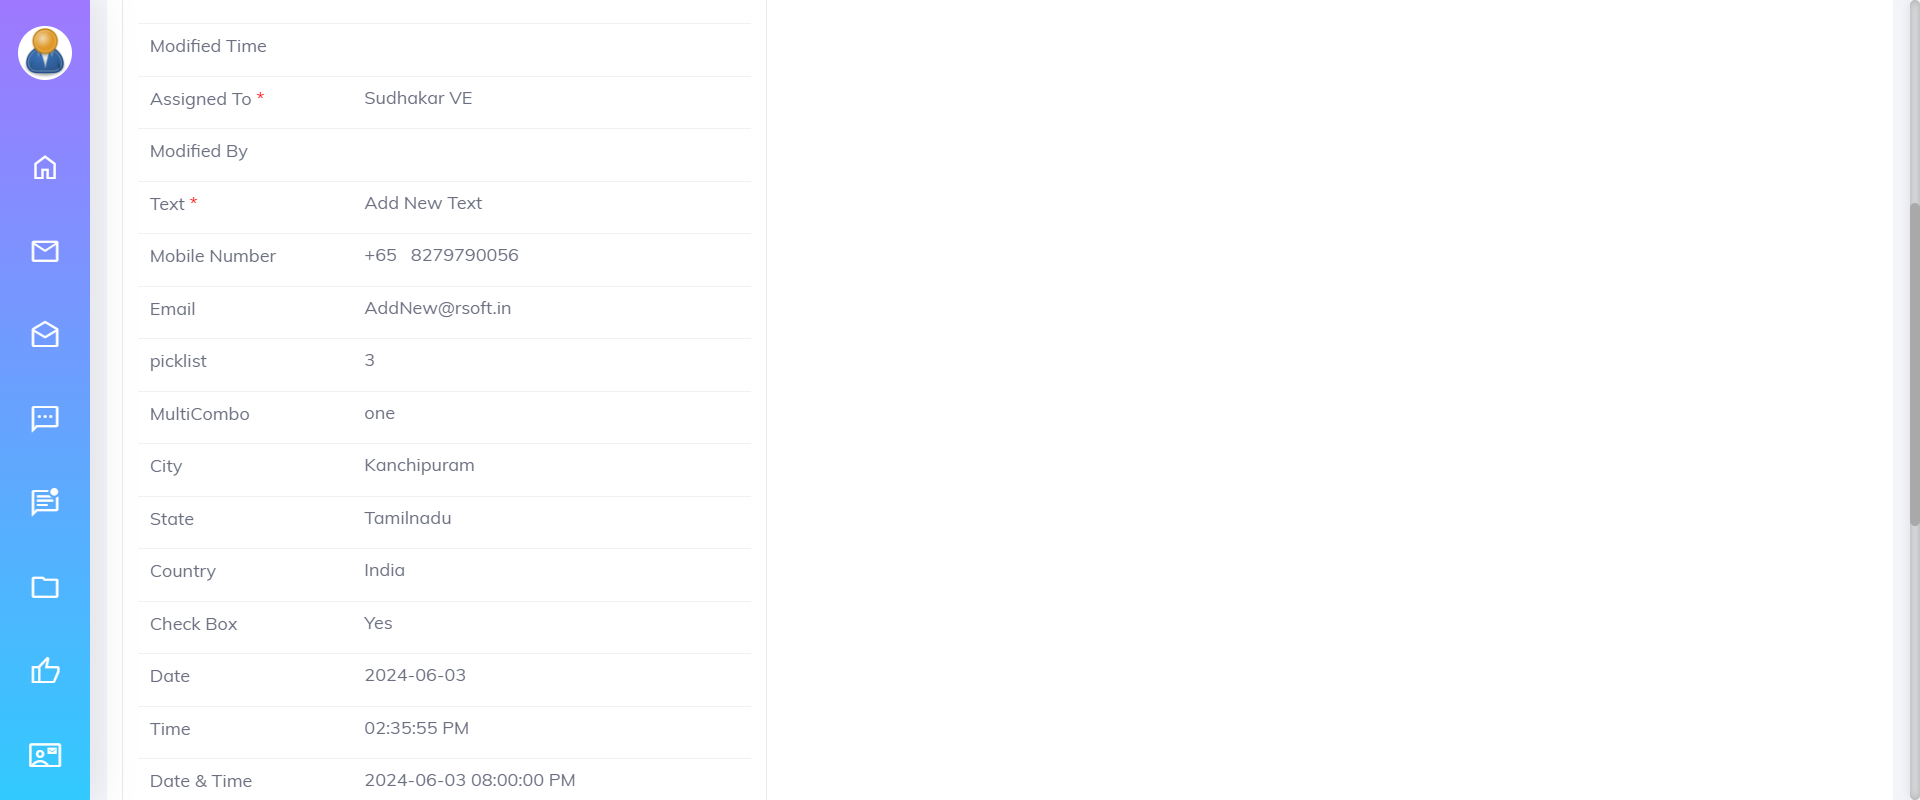 Modified Time
Assigned To * Sudhakar VE
Modified By
Text * Add New Text
Mobile Number +65 8279790056
Email AddNew@rsoft.in
picklist 3
MultiCombo one
City Kanchipuram
State Tamilnadu
Country India
Check Box Yes
Date 2024-06-03
Time 02:35:55 PM
Date & Time 2024-06-03 08:00:00 PM